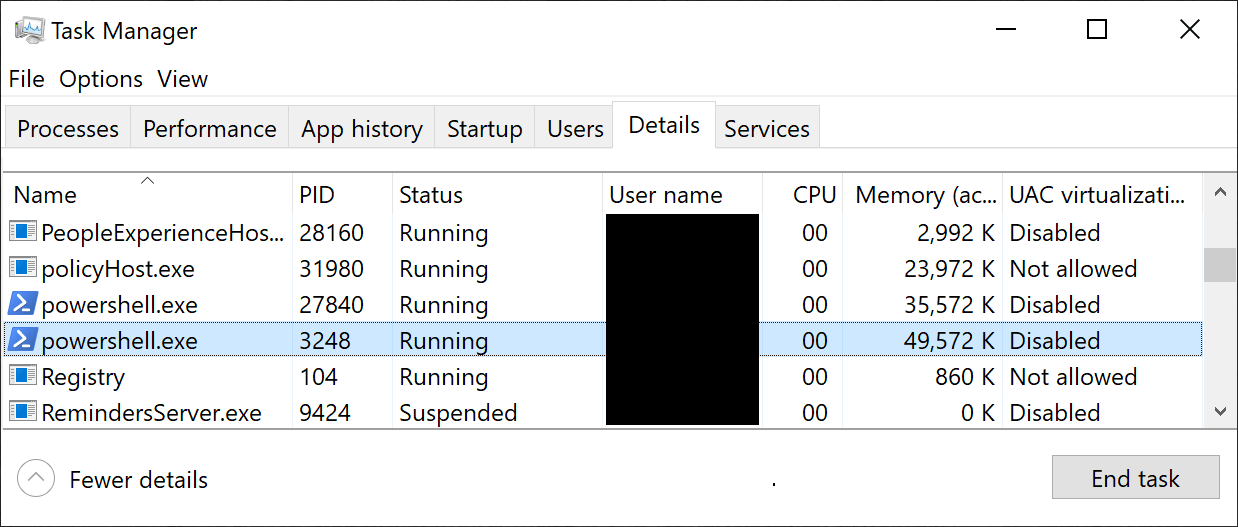 Task Manager
File Options View
Processes Performance App history Startup Users Details Services
Name PID Status User name CPU Memory (ac... UAC virtualizati...
PeopleExperienceHos... 28160 Running 00 2,992 K Disabled
policyHost.exe 31980 Running 00 23,972 K Not allowed
powershell.exe 27840 Running 00 35,572 K Disabled
powershell.exe 3248 Running 00 49,572 K Disabled
Registry 104 Running 00 860 K Not allowed
RemindersServer.exe 9424 Suspended 00 0 K Disabled
Fewer details . End task